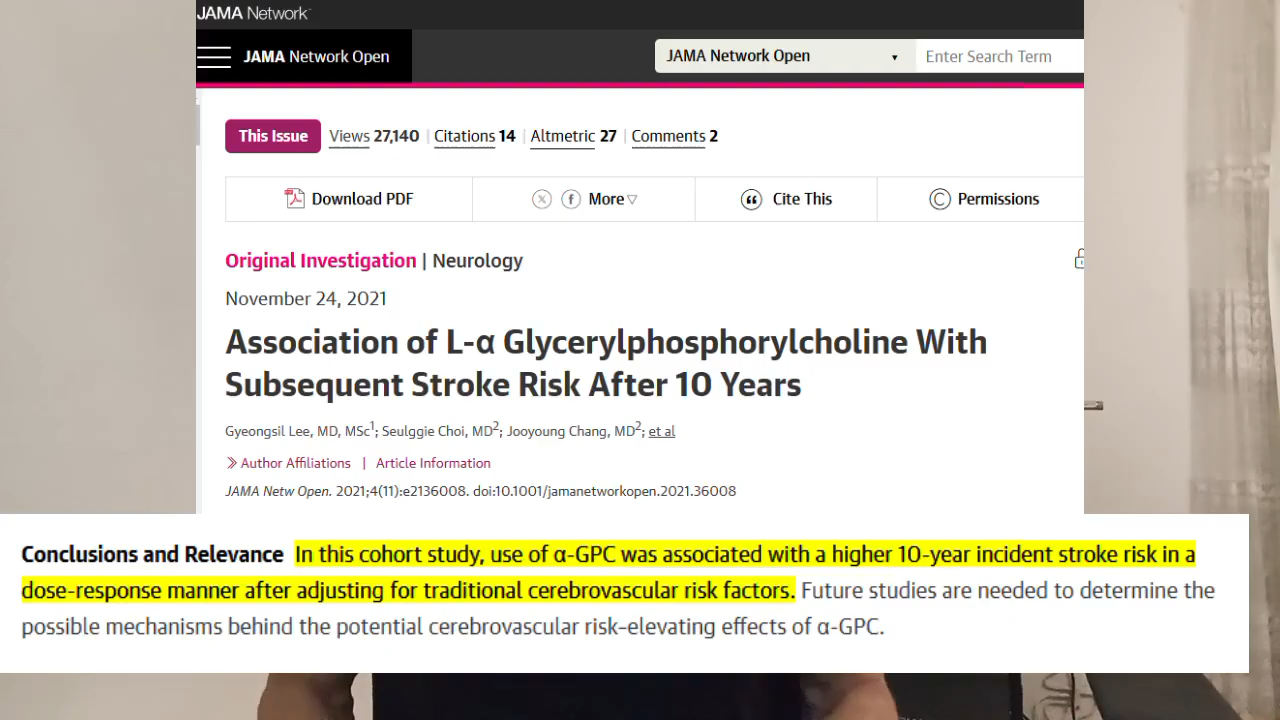 JAMA Network
JAMA Network Open
JAMA Network Open
Enter Search Term
This Issue
Views 27,140 | Citations 14 | Altmetric 27 | Comments 2
Download PDF
More
Cite This
Permissions
Original Investigation | Neurology
November 24, 2021
Association of L-α Glycerylphosphorylcholine With
Subsequent Stroke Risk After 10 Years
Gyeongsil Lee, MD, MSc1; Seulggie Choi, MD2; Jooyoung Chang, MD2; et al
Author Affiliations | Article Information
JAMA Netw Open. 2021;4(11):e2136008. doi:10.1001/jamanetworkopen.2021.36008
Conclusions and Relevance In this cohort study, use of α-GPC was associated with a higher 10-year incident stroke risk in a
dose-response manner after adjusting for traditional cerebrovascular risk factors. Future studies are needed to determine the
possible mechanisms behind the potential cerebrovascular risk–elevating effects of α-GPC.